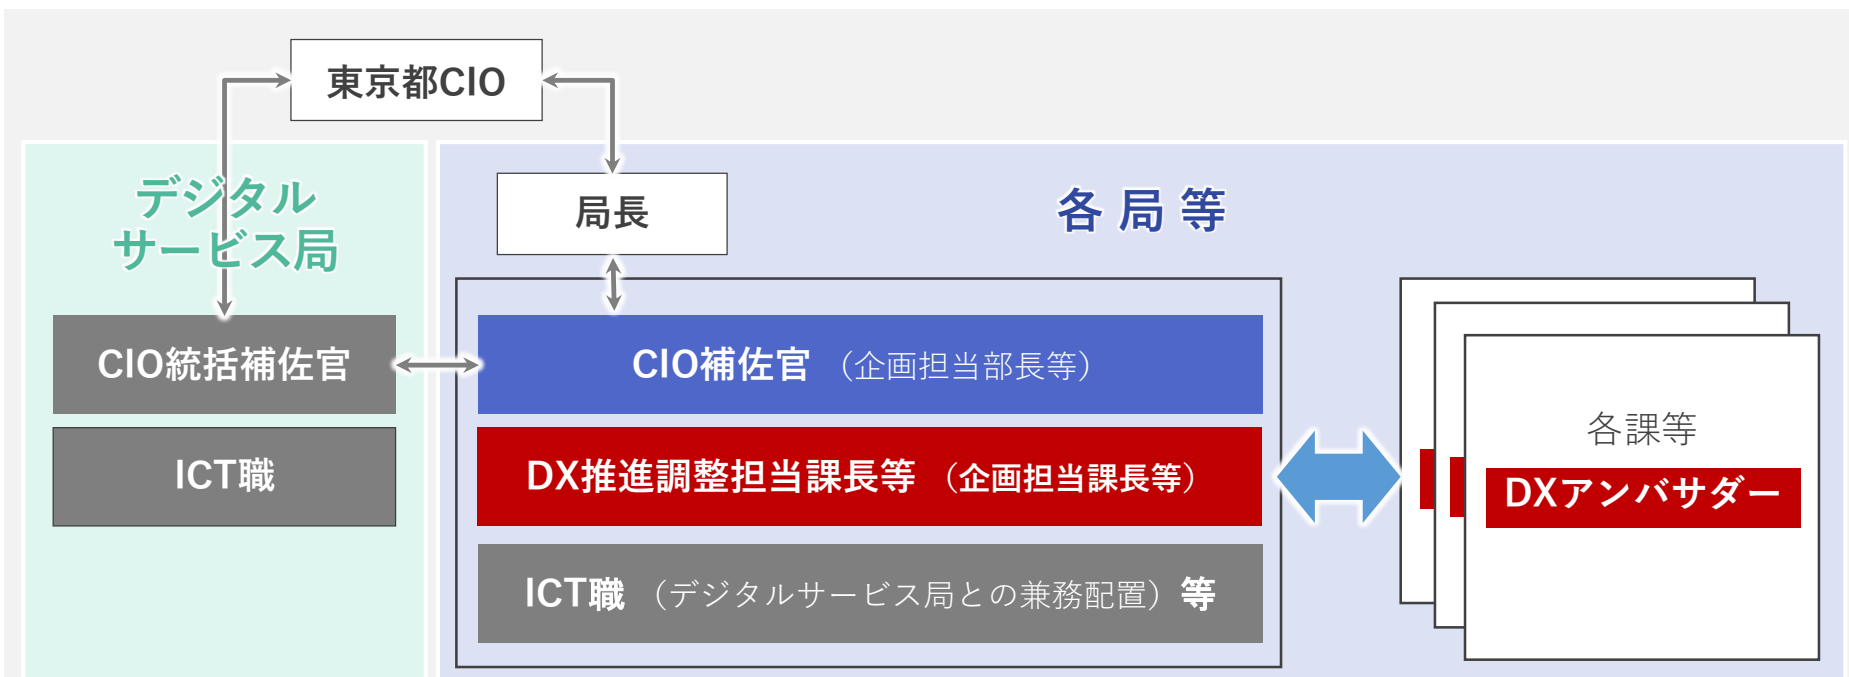 東京都CIO
デジタル
サービス局
局長
各局等
CIO統括補佐官
CIO補佐官（企画担当部長等）
ICT職
DX推進調整担当課長等（企画担当課長等）
ICT職（デジタルサービス局との兼務配置）等
各課等
DXアンバサダー